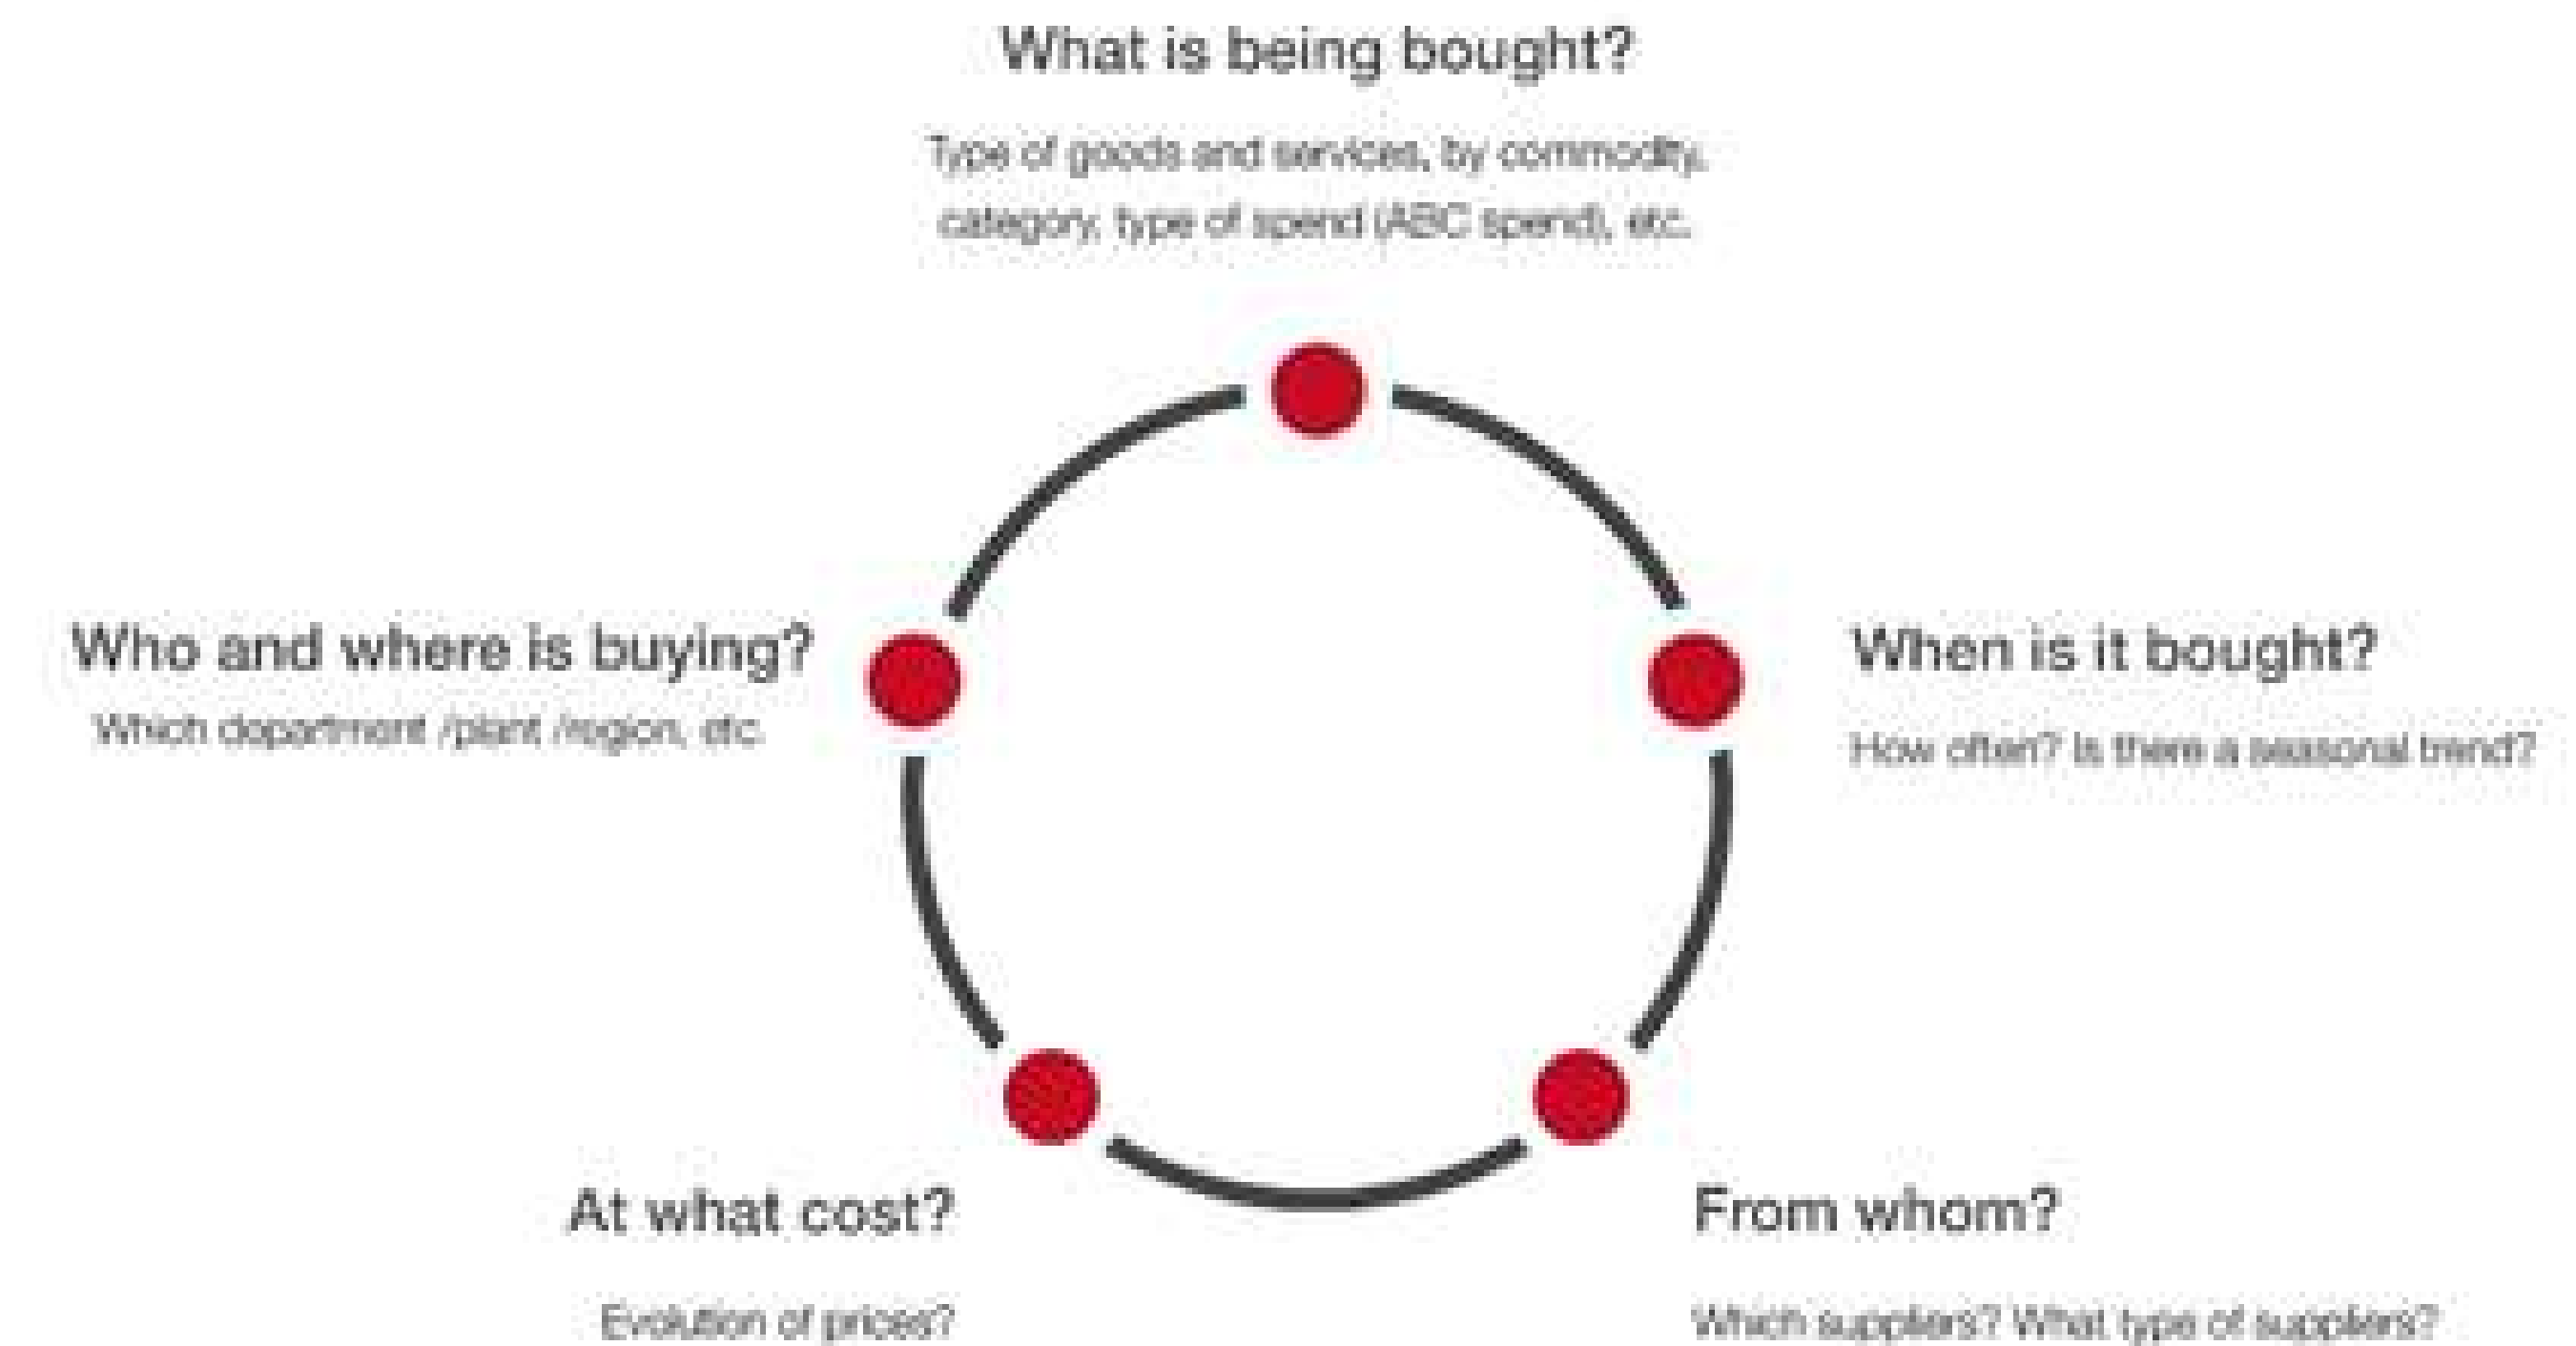 What is being bought?
Type of goods and services, by commodity,
category, type of spend (ABC spend), etc.
Who and where is buying?
Which department /plant /region, etc.
When is it bought?
How often? Is there a seasonal trend?
At what cost?
Evolution of prices?
From whom?
Which suppliers? What type of suppliers?